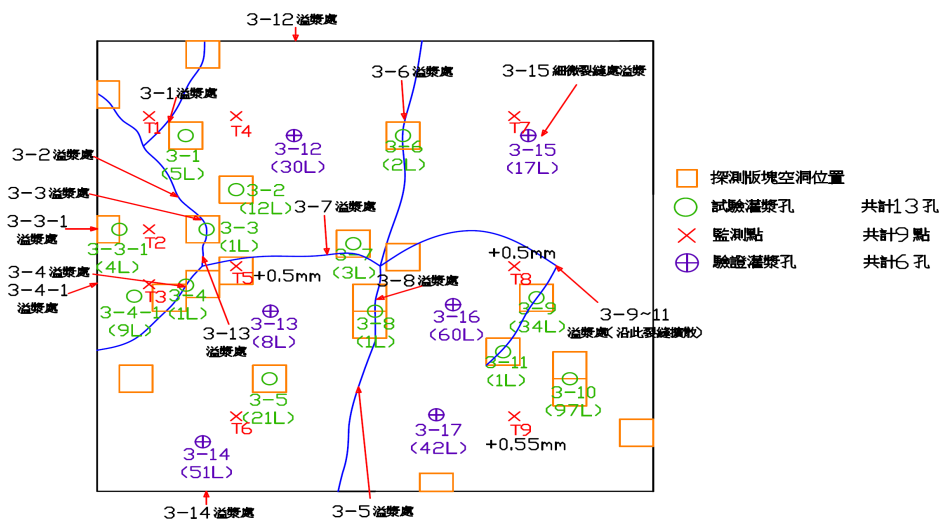 3-12溢漿處
3-6溢漿處
3-15細微裂縫處溢漿
3-1溢漿處
T1
T4
T7
3-1
(5L)
3-12
(30L)
3-6
(2L)
3-15
(17L)
3-2溢漿處
3-2
(12L)
3-3溢漿處
3-7溢漿處
3-3-1
溢漿處
3-3
(1L)
3-3-1
(4L)
T2
3-7
(3L)
+0.5mm
3-4溢漿處
T5
+0.5mm
T8
3-8溢漿處
3-4-1
溢漿處
T3
3-4
(1L)
3-4-1
(9L)
3-13
溢漿處
3-13
(8L)
3-8
(1L)
3-16
(60L)
3-9
(34L)
3-9~11
溢漿處(沿此裂縫擴散)
3-11
(1L)
3-5
(21L)
3-10
(97L)
T6
T9
+0.55mm
3-14
(51L)
3-17
(42L)
3-14溢漿處
3-5溢漿處
探測版塊空洞位置
試驗灌漿孔 共計13孔
監測點 共計9點
驗證灌漿孔 共計6孔